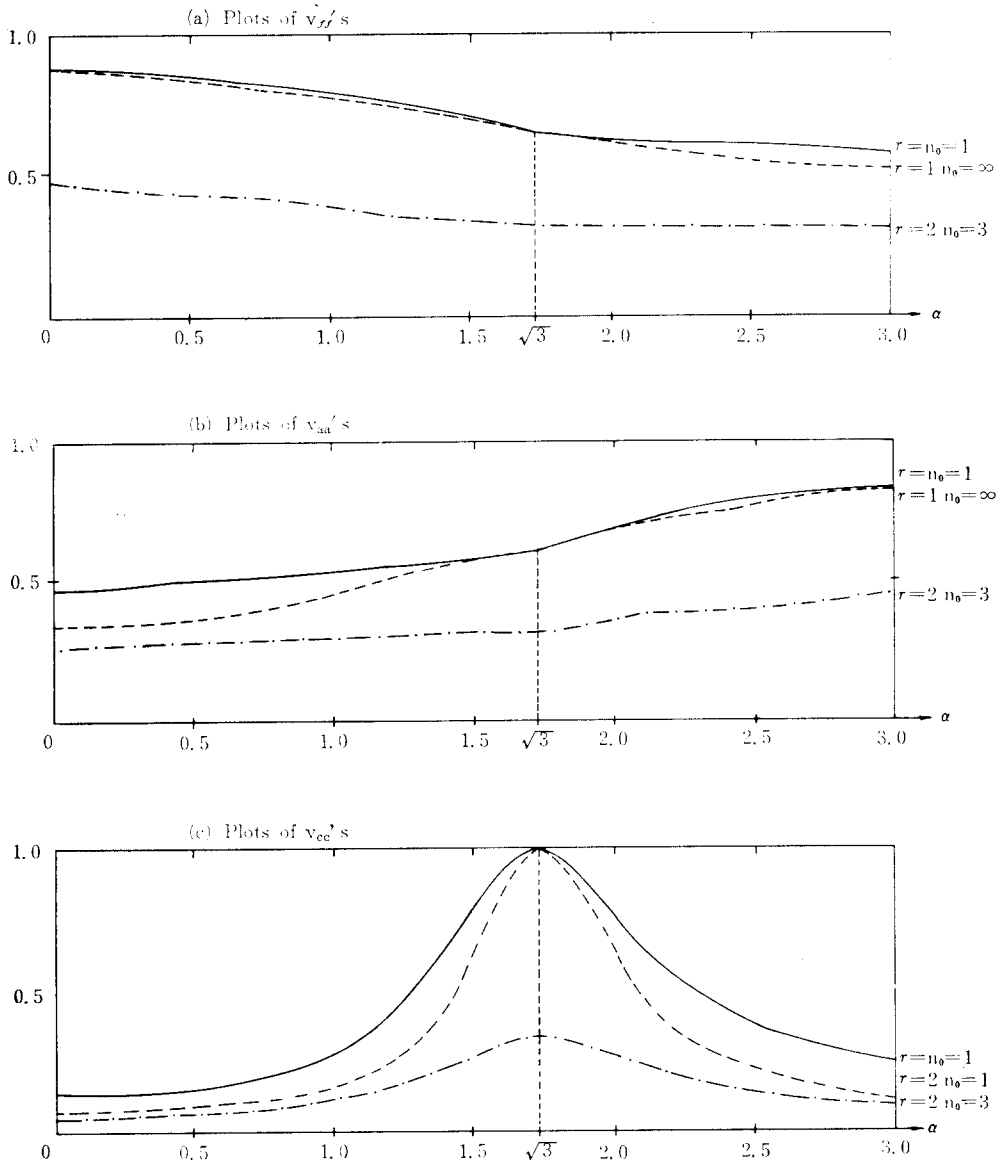 (a) Plots of v_ff's
1.0
0.5
r=n₀=1
r=1 n₀=∞
r=2 n₀=3
0 0.5 1.0 1.5 √3 2.0 2.5 3.0 α
(b) Plots of v_aa's
1.0
0.5
r=n₀=1
r=1 n₀=∞
r=2 n₀=3
0 0.5 1.0 1.5 √3 2.0 2.5 3.0 α
(c) Plots of v_cc's
1.0
0.5
r=n₀=1
r=2 n₀=1
r=2 n₀=3
0 0.5 1.0 1.5 √3 2.0 2.5 3.0 α